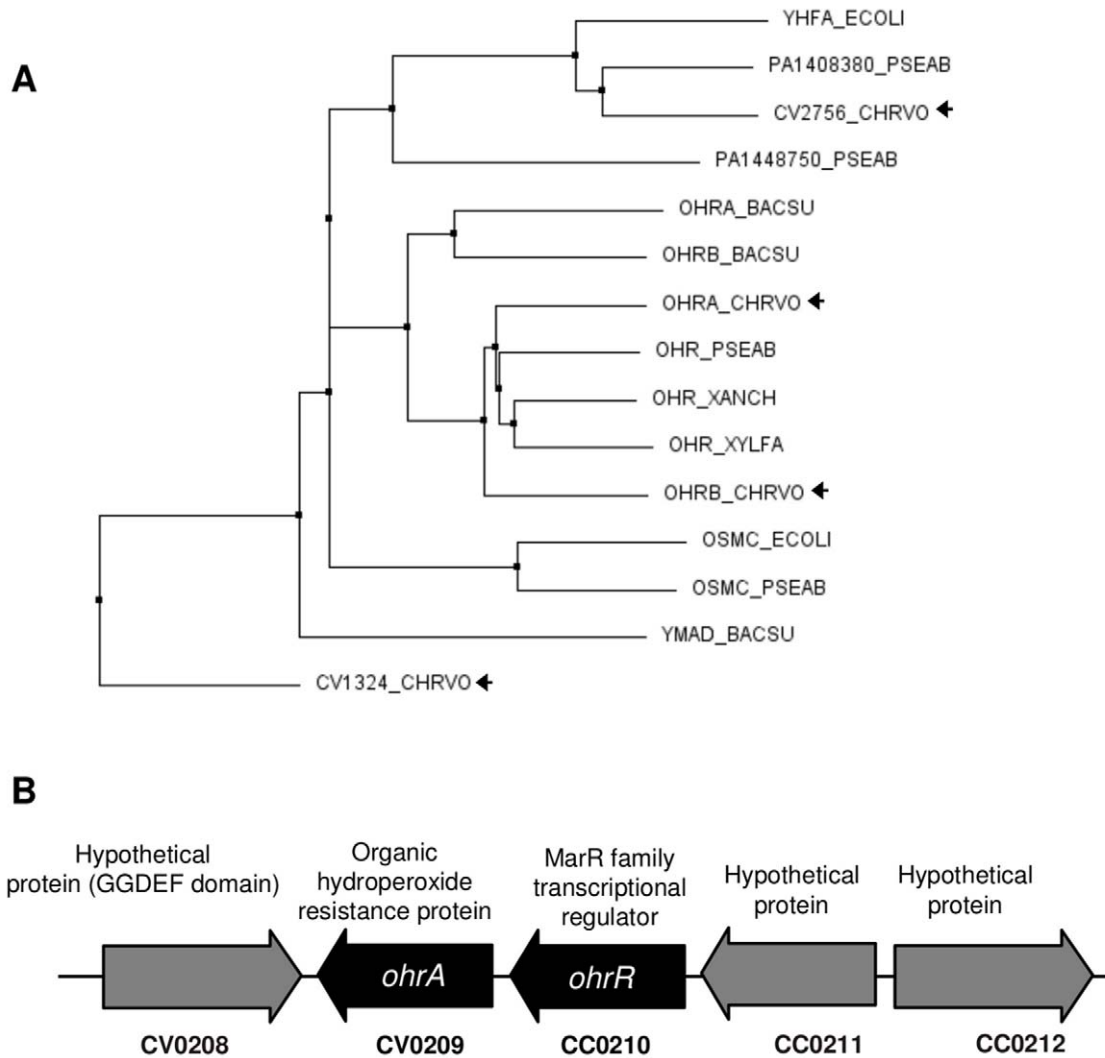 A
YHFA_ECOLI
PA1408380_PSEAB
CV2756_CHRVO
PA1448750_PSEAB
OHRA_BACSU
OHRB_BACSU
OHRA_CHRVO
OHR_PSEAB
OHR_XANCH
OHR_XYLFA
OHRB_CHRVO
OSMC_ECOLI
OSMC_PSEAB
YMAD_BACSU
CV1324_CHRVO
B
Hypothetical
protein (GGDEF domain)
Organic
hydroperoxide
resistance protein
MarR family
transcriptional
regulator
Hypothetical
protein
Hypothetical
protein
ohrA
ohrR
CV0208
CV0209
CC0210
CC0211
CC0212